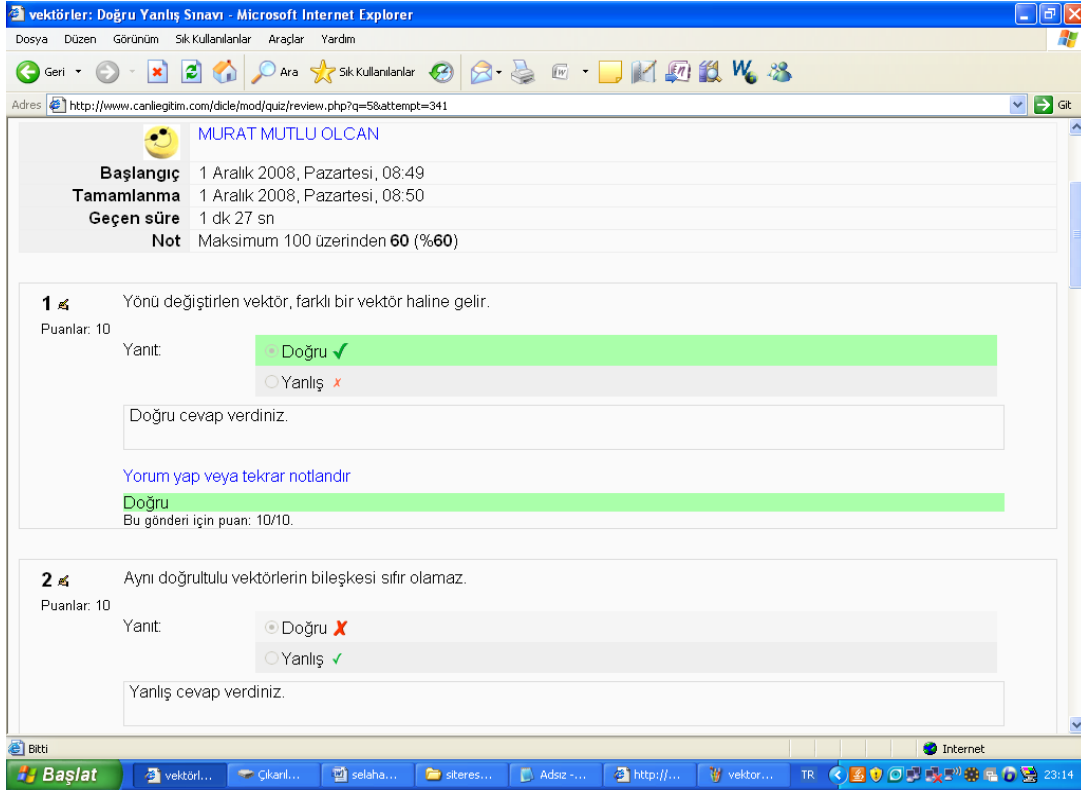 vektörler: Doğru Yanlış Sınavı - Microsoft Internet Explorer
Dosya Düzen Görünüm Sık Kullanılanlar Araçlar Yardım
Geri Ara Sık Kullanılanlar
Adres http://www.canliegitim.com/dicle/mod/quiz/review.php?q=5&attempt=341 Git
MURAT MUTLU OLCAN
Başlangıç 1 Aralık 2008, Pazartesi, 08:49
Tamamlanma 1 Aralık 2008, Pazartesi, 08:50
Geçen süre 1 dk 27 sn
Not Maksimum 100 üzerinden 60 (%60)
1 Yönü değiştirlen vektör, farklı bir vektör haline gelir.
Puanlar: 10
Yanıt: Doğru
Yanlış
Doğru cevap verdiniz.
Yorum yap veya tekrar notlandır
Doğru
Bu gönderi için puan: 10/10.
2 Aynı doğrultulu vektörlerin bileşkesi sıfır olamaz.
Puanlar: 10
Yanıt: Doğru
Yanlış
Yanlış cevap verdiniz.
Bitti Internet
Başlat vektörl... Çıkarıl... selaha... siteres... Adsız -... http://... vektor... TR 23:14